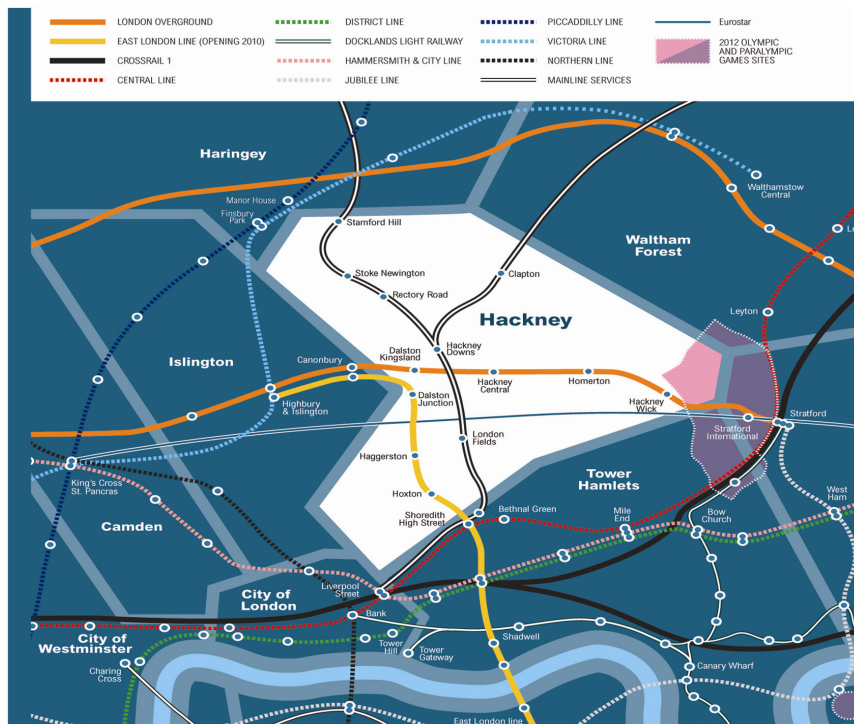 LONDON OVERGROUND
EAST LONDON LINE (OPENING 2010)
CROSSRAIL 1
CENTRAL LINE
DISTRICT LINE
DOCKLANDS LIGHT RAILWAY
HAMMERSMITH & CITY LINE
JUBILEE LINE
PICCADILLY LINE
VICTORIA LINE
NORTHERN LINE
MAINLINE SERVICES
Eurostar
2012 OLYMPIC
AND PARALYMPIC
GAMES SITES
Haringey
Manor House
Finsbury
Park
Stamford Hill
Walthamstow
Central
Waltham
Forest
Stoke Newington
Clapton
Rectory Road
Leyton
Hackney
Hackney
Downs
Islington
Canonbury
Dalston
Kingsland
Hackney
Central
Homerton
Highbury
& Islington
Dalston
Junction
Hackney
Wick
Stratford
Stratford
International
London
Fields
Haggerston
King's Cross
St. Pancras
Tower
Hamlets
West
Ham
Hoxton
Camden
Shoredith
High Street
Bethnal Green
Mile
End
Bow
Church
Liverpool
Street
City of
London
Bank
City of
Westminster
Tower
Hill
Tower
Gateway
Shadwell
Charing
Cross
Canary Wharf
East London line